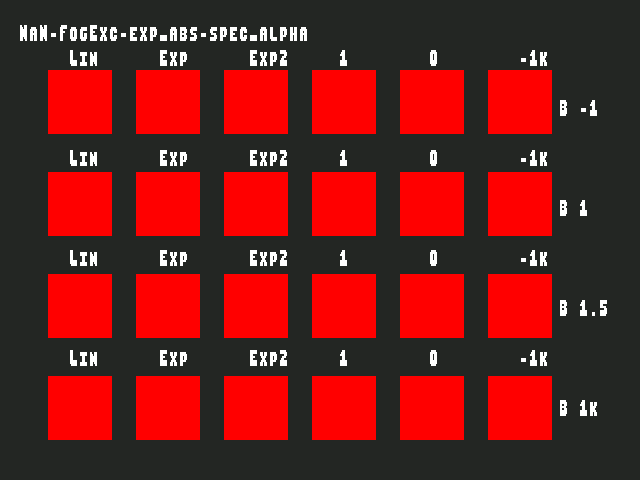 NaN-FogExc-exp_abs-spec_alpha
Lin Exp Exp2 1 0 -1k
B -1
Lin Exp Exp2 1 0 -1k
B 1
Lin Exp Exp2 1 0 -1k
B 1.5
Lin Exp Exp2 1 0 -1k
B 1k